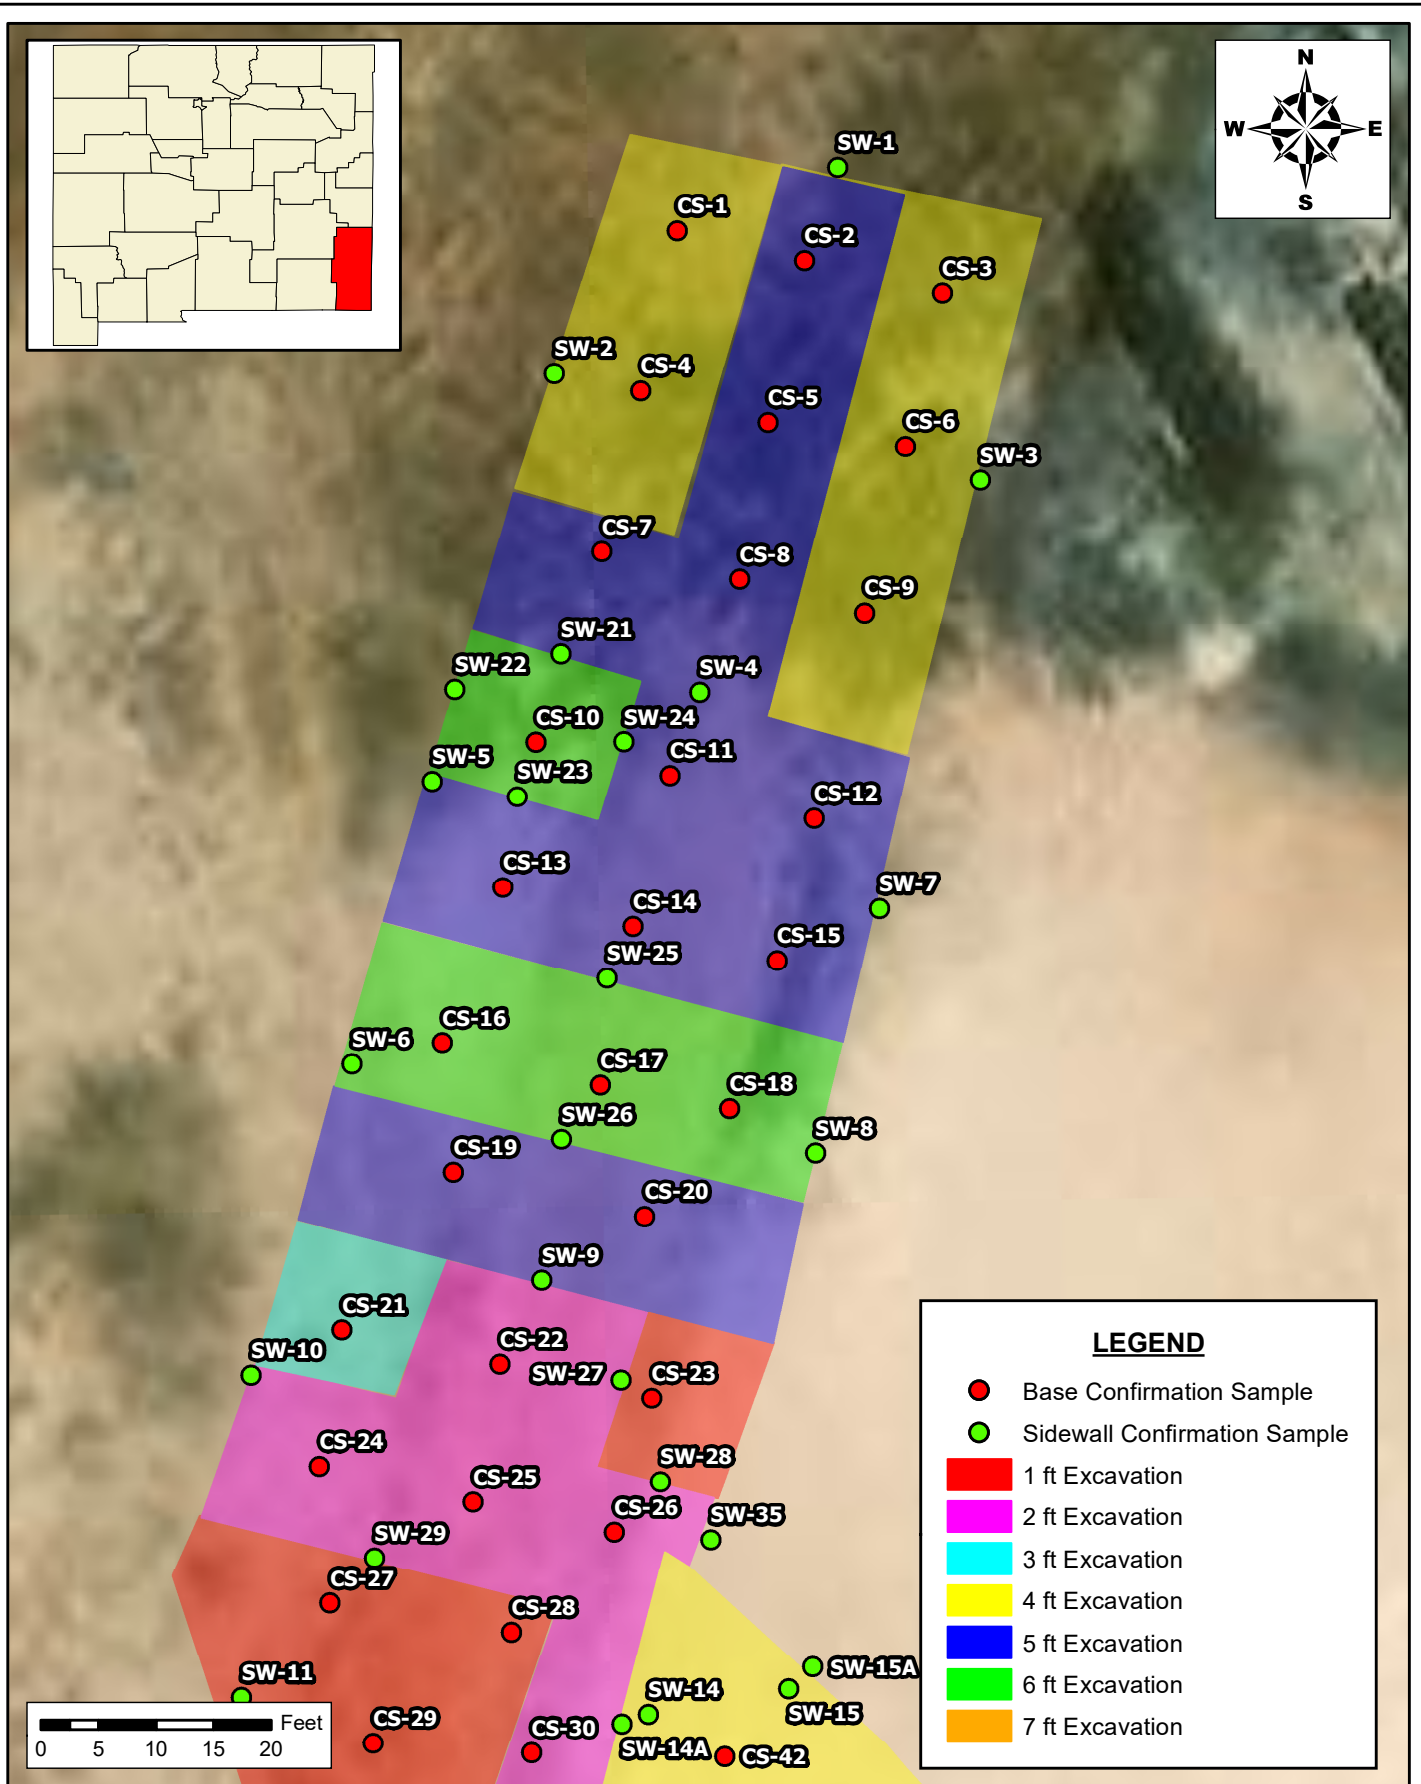 N
W E
S
SW-1
CS-1
CS-2
CS-3
SW-2
CS-4
CS-5
CS-6
SW-3
CS-7
CS-8
CS-9
SW-21
SW-22
SW-4
CS-10
SW-24
CS-11
SW-5
SW-23
CS-12
CS-13
SW-7
CS-14
CS-15
SW-25
CS-16
SW-6
CS-17
CS-18
SW-26
SW-8
CS-19
CS-20
SW-9
CS-21
CS-22
SW-10
SW-27
CS-23
CS-24
SW-28
CS-25
CS-26
SW-35
SW-29
CS-27
CS-28
SW-11
SW-15A
SW-14
SW-15
CS-29
CS-30
SW-14A
CS-42
Feet
0 5 10 15 20
LEGEND
Base Confirmation Sample
Sidewall Confirmation Sample
1 ft Excavation
2 ft Excavation
3 ft Excavation
4 ft Excavation
5 ft Excavation
6 ft Excavation
7 ft Excavation